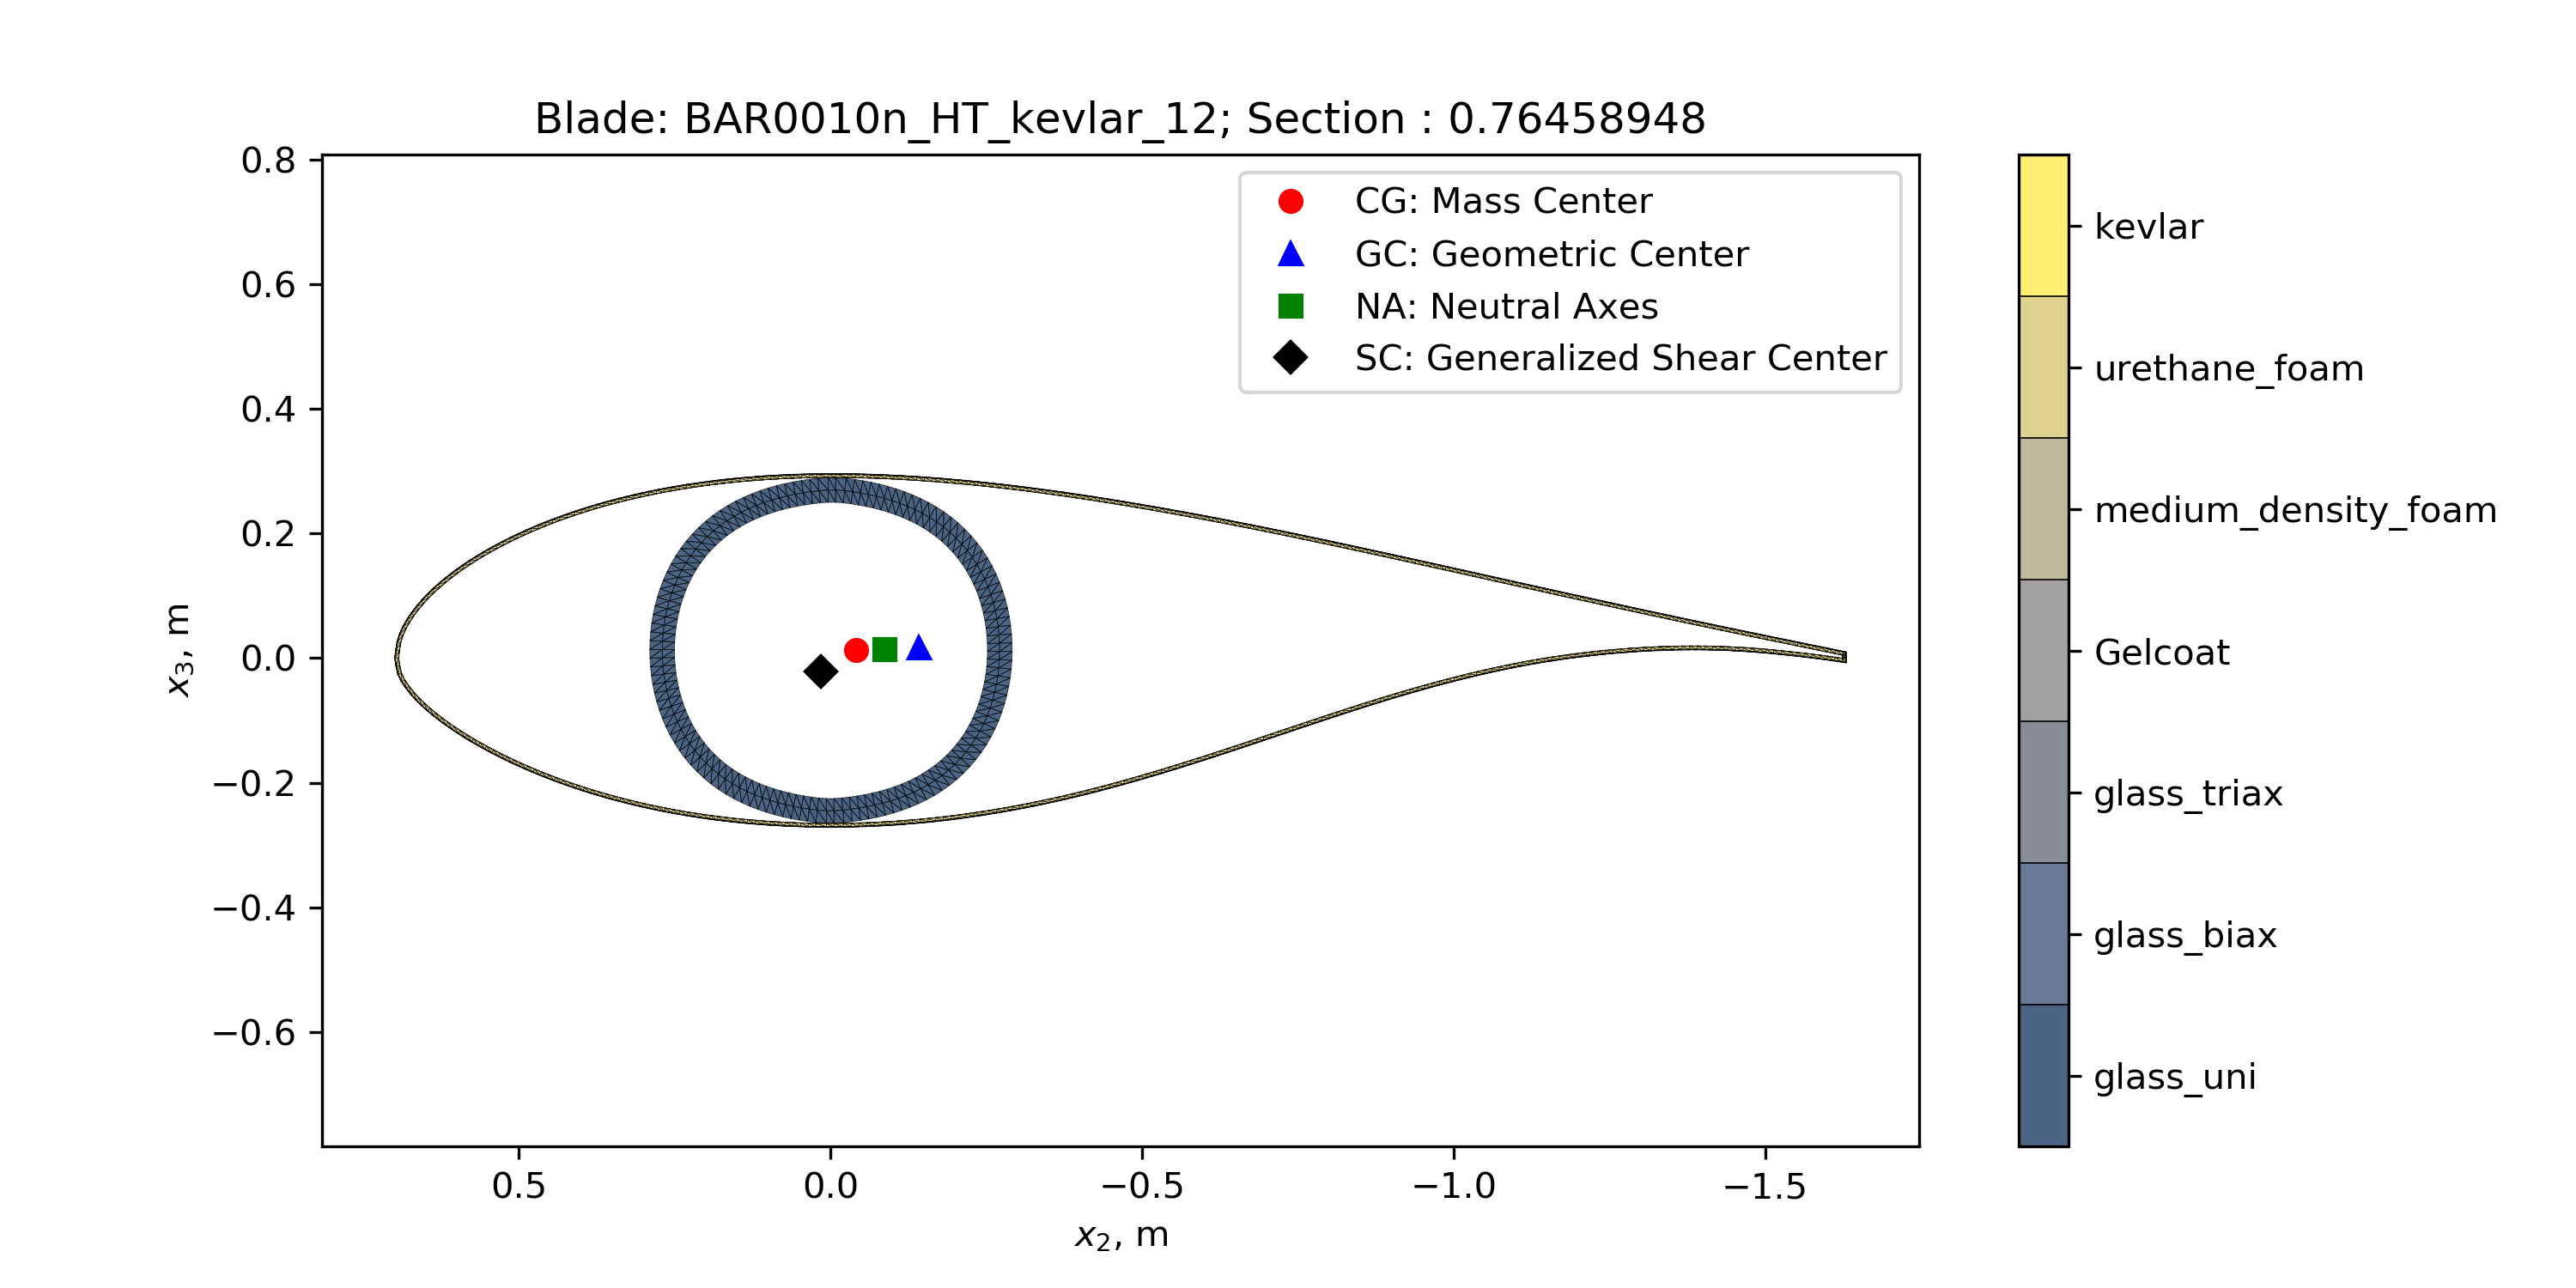 Blade: BAR0010n_HT_kevlar_12; Section : 0.76458948
CG: Mass Center
GC: Geometric Center
NA: Neutral Axes
SC: Generalized Shear Center
0.8
0.6
0.4
0.2
0.0
−0.2
−0.4
−0.6
x₃, m
0.5
0.0
−0.5
−1.0
−1.5
x₂, m
kevlar
urethane_foam
medium_density_foam
Gelcoat
glass_triax
glass_biax
glass_uni